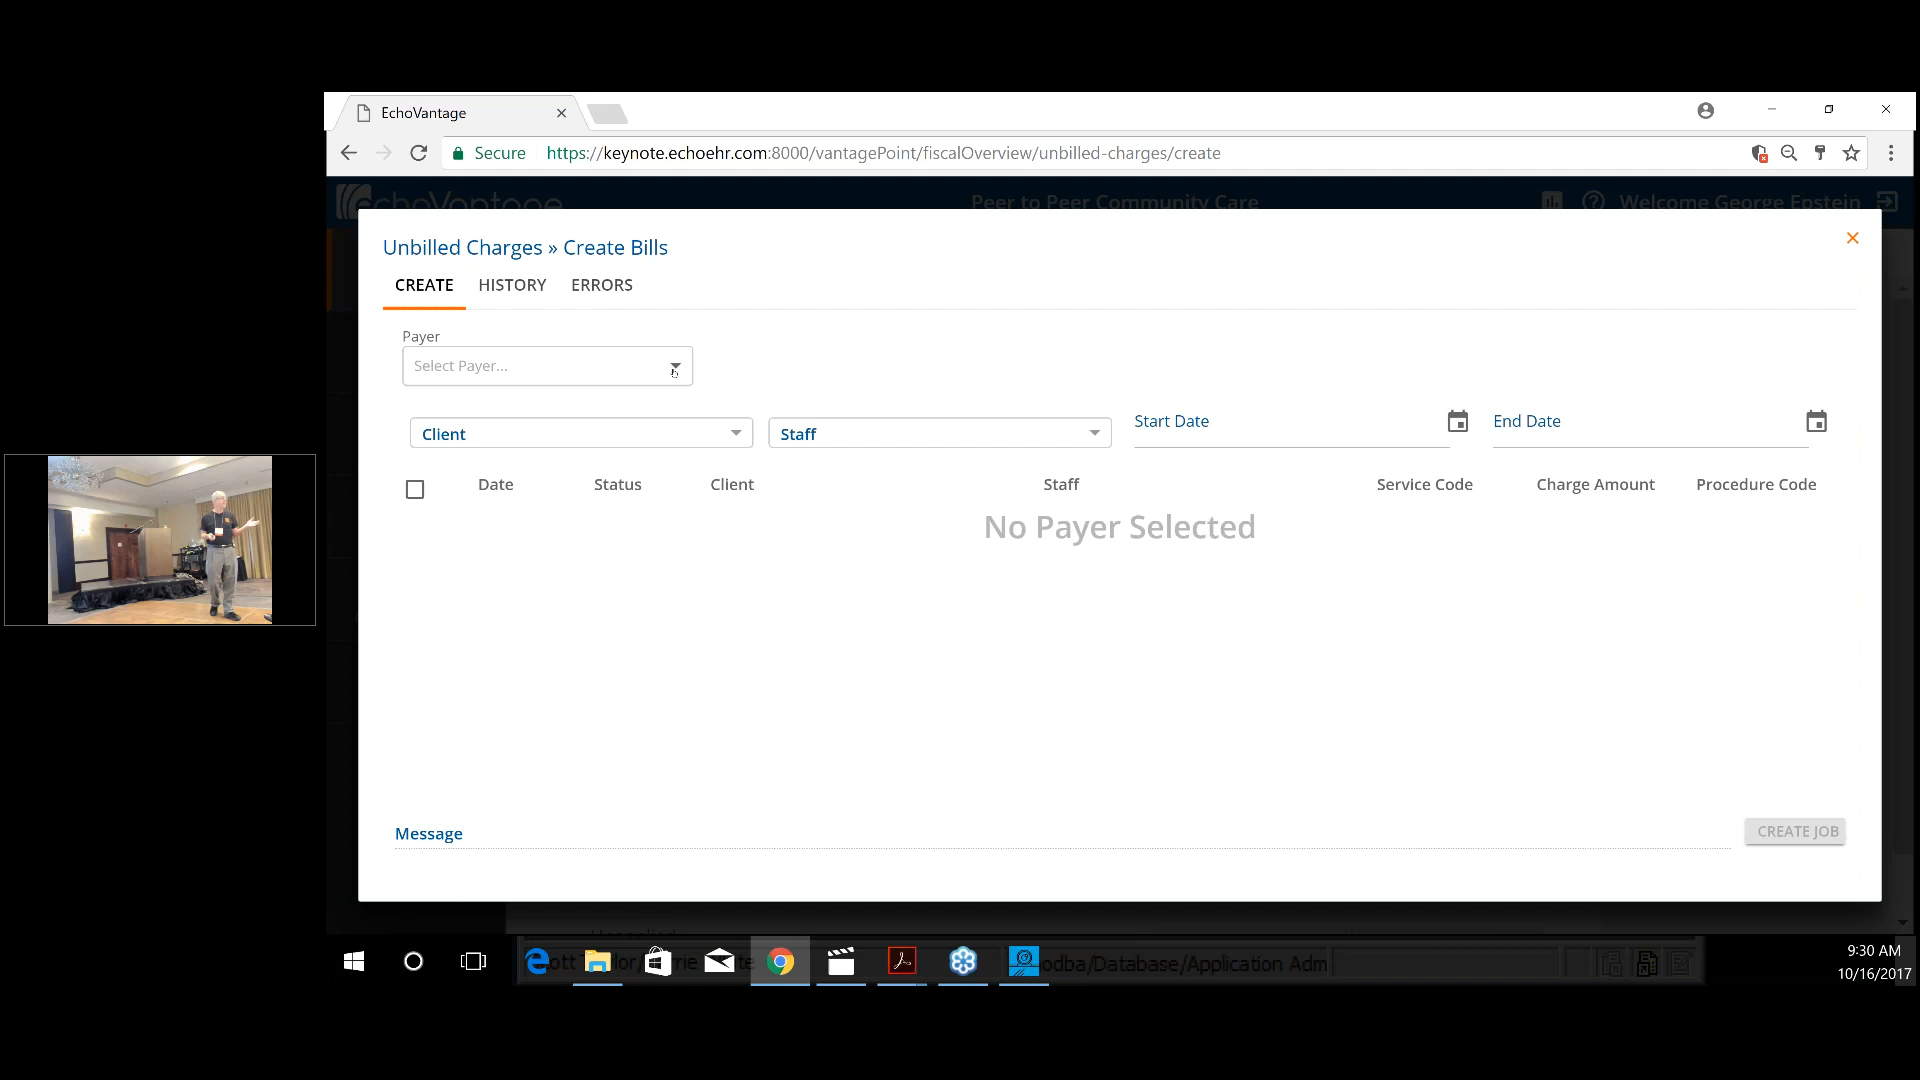 EchoVantage
Secure https://keynote.echoehr.com:8000/vantagePoint/fiscalOverview/unbilled-charges/create
EchoVantage Peer to Peer Community Care Welcome George Epstein
Unbilled Charges » Create Bills
CREATE HISTORY ERRORS
Payer
Select Payer...
Client Staff Start Date End Date
Date Status Client Staff Service Code Charge Amount Procedure Code
No Payer Selected
Message
CREATE JOB
odba/Database/Application Adm
9:30 AM
10/16/2017